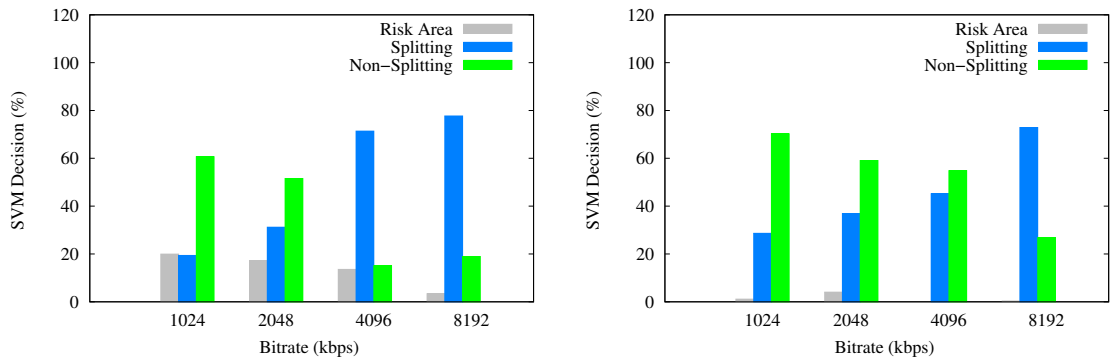 120
100
80
60
40
20
0
SVM Decision (%)
Risk Area
Splitting
Non−Splitting
1024 2048 4096 8192
Bitrate (kbps)
120
100
80
60
40
20
0
SVM Decision (%)
Risk Area
Splitting
Non−Splitting
1024 2048 4096 8192
Bitrate (kbps)